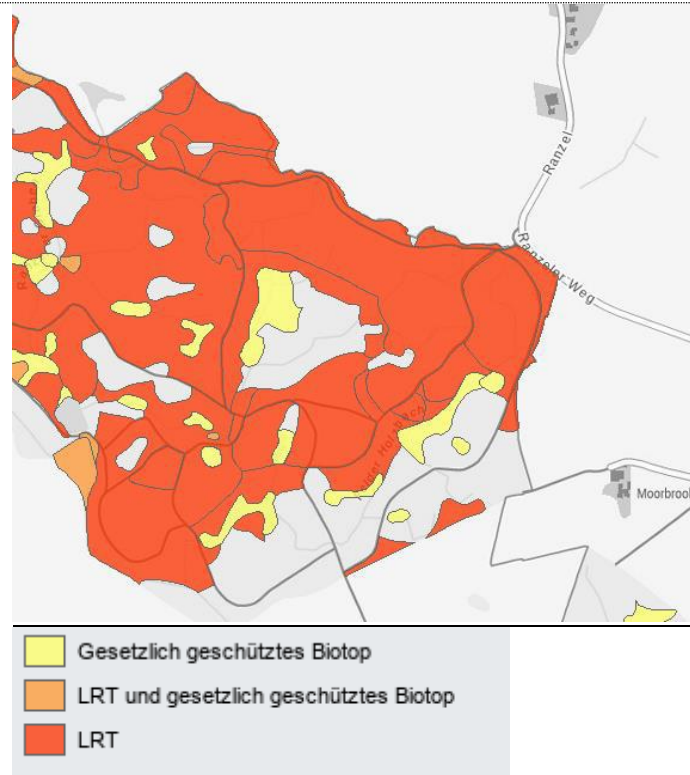 Ranzel
Ranzeler Weg
Moorbrook
Gesetzlich geschütztes Biotop
LRT und gesetzlich geschütztes Biotop
LRT